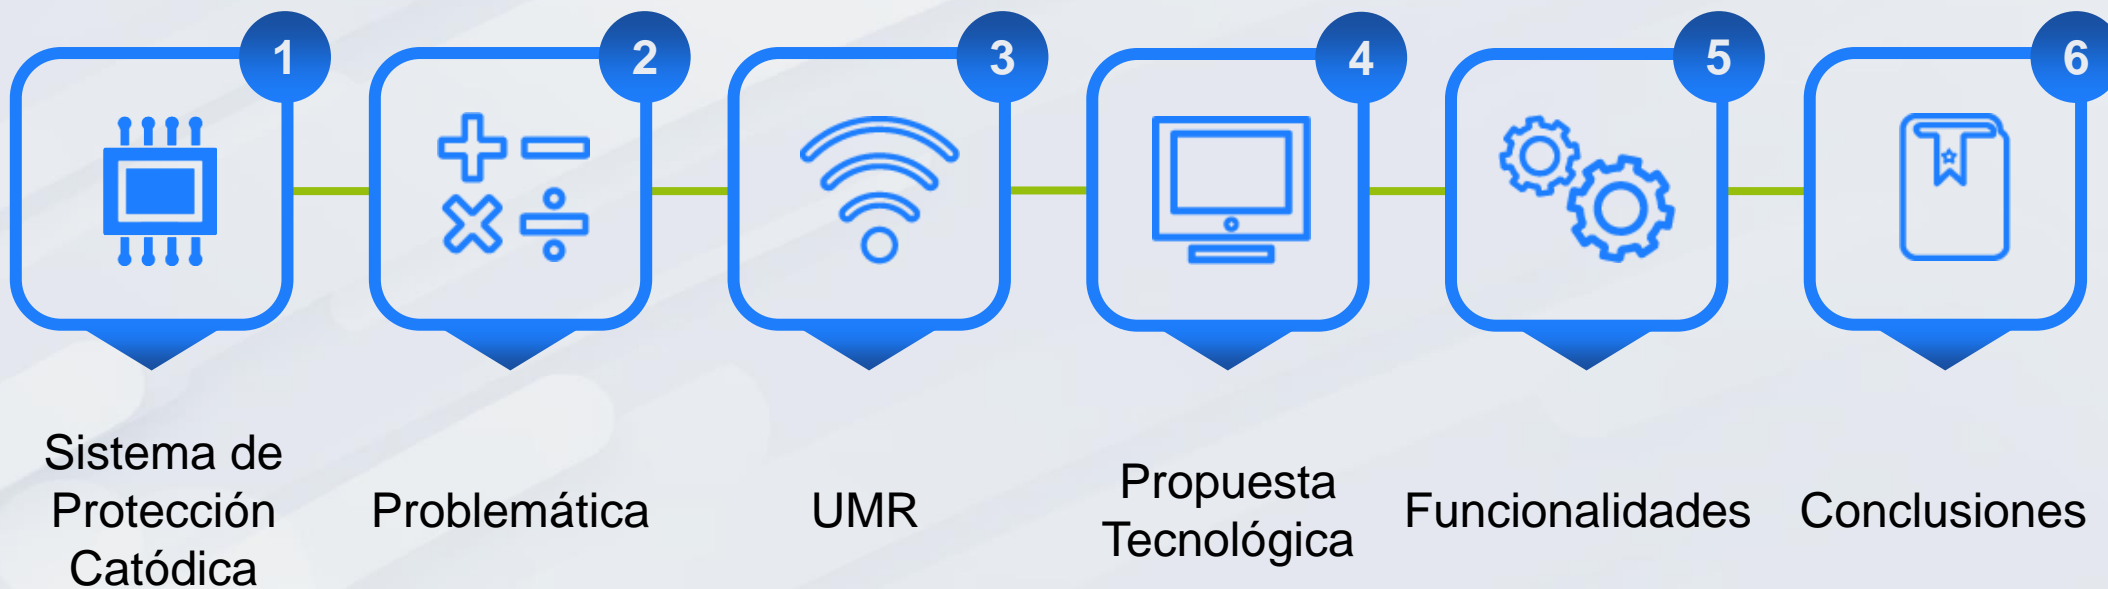 1
2
3
4
5
6
Sistema de
Protección
Catódica
Problemática
UMR
Propuesta
Tecnológica
Funcionalidades
Conclusiones